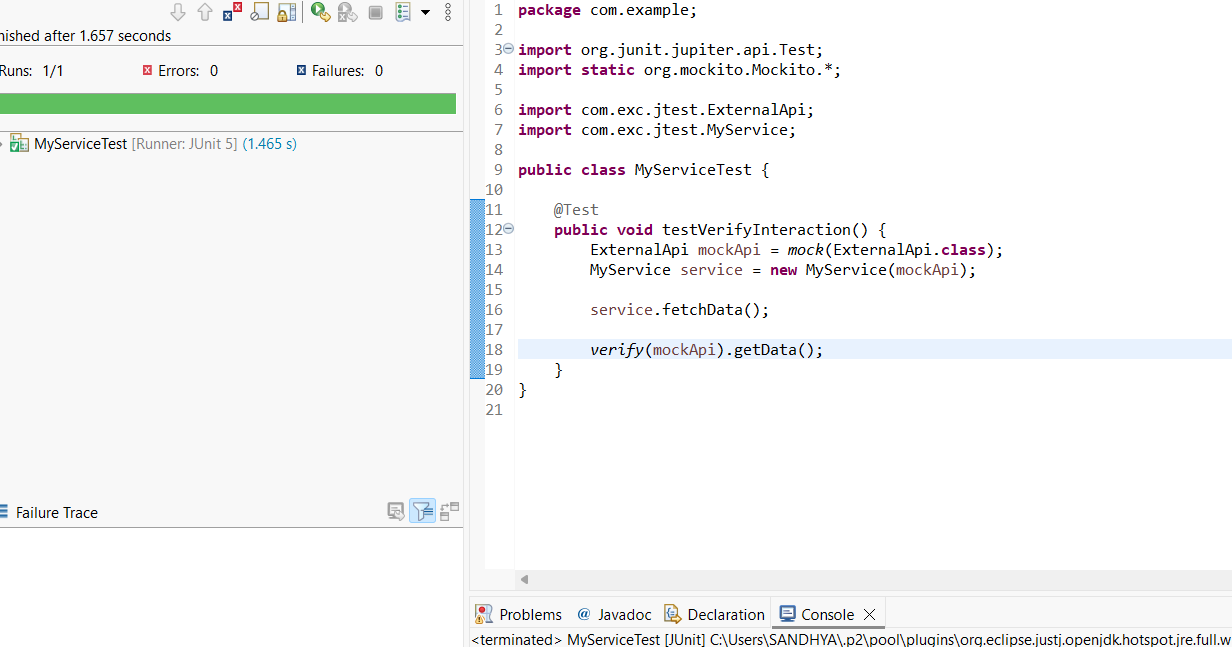 nished after 1.657 seconds
Runs: 1/1 Errors: 0 Failures: 0
MyServiceTest [Runner: JUnit 5] (1.465 s)
Failure Trace
1 package com.example;
2
3 import org.junit.jupiter.api.Test;
4 import static org.mockito.Mockito.*;
5
6 import com.exc.jtest.ExternalApi;
7 import com.exc.jtest.MyService;
8
9 public class MyServiceTest {
10
11 @Test
12 public void testVerifyInteraction() {
13 ExternalApi mockApi = mock(ExternalApi.class);
14 MyService service = new MyService(mockApi);
15
16 service.fetchData();
17
18 verify(mockApi).getData();
19 }
20 }
21
Problems @ Javadoc Declaration Console
<terminated> MyServiceTest [JUnit] C:\Users\SANDHYA\.p2\pool\plugins\org.eclipse.justj.openjdk.hotspot.jre.full.w